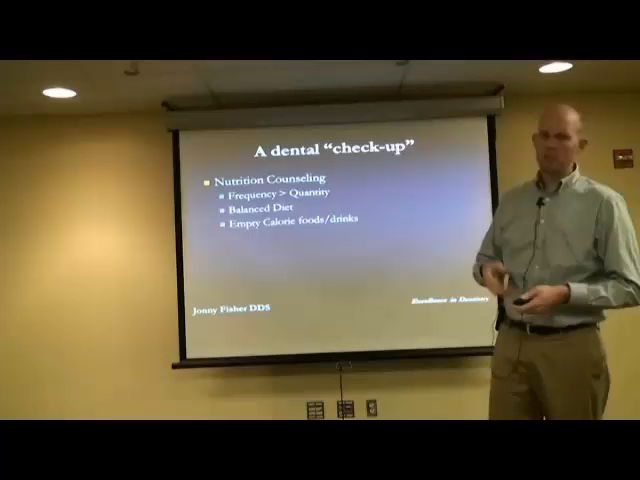 A dental “check-up”
Nutrition Counseling
Frequency > Quantity
Balanced Diet
Empty Calorie foods/drinks
Jonny Fisher DDS
Excellence in Dentistry